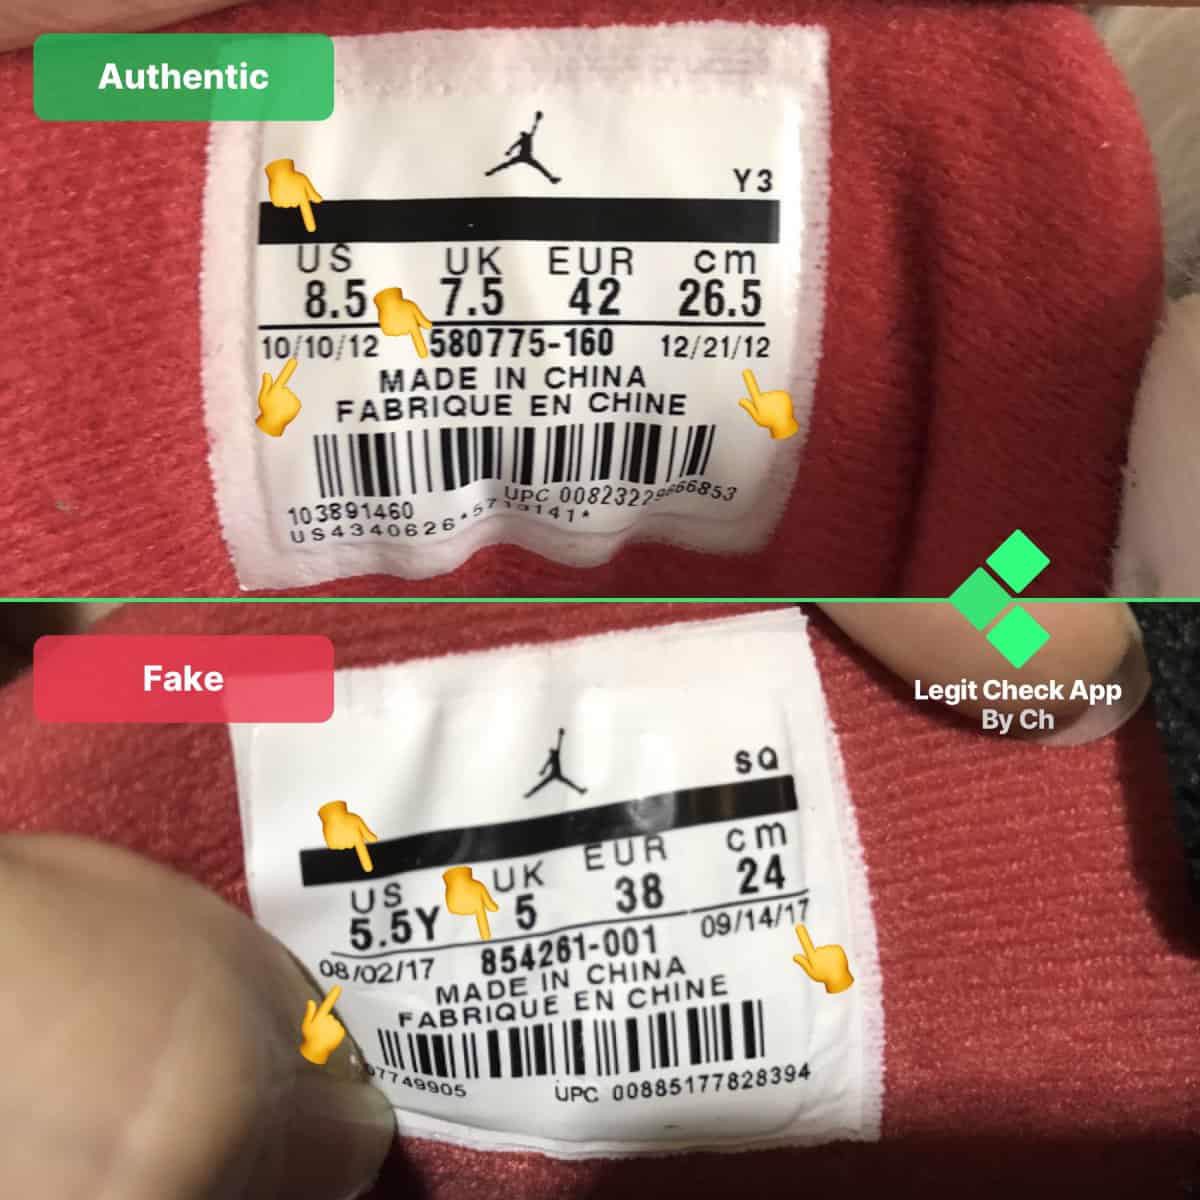 Authentic
Y3
US UK EUR cm
8.5 7.5 42 26.5
10/10/12 580775-160 12/21/12
MADE IN CHINA
FABRIQUE EN CHINE
103891460 UPC
US4340626
Fake
Legit Check App
By Ch
SQ
US UK EUR cm
5.5Y 5 38 24
08/02/17 854261-001 09/14/17
MADE IN CHINA
FABRIQUE EN CHINE
UPC 00885177828394